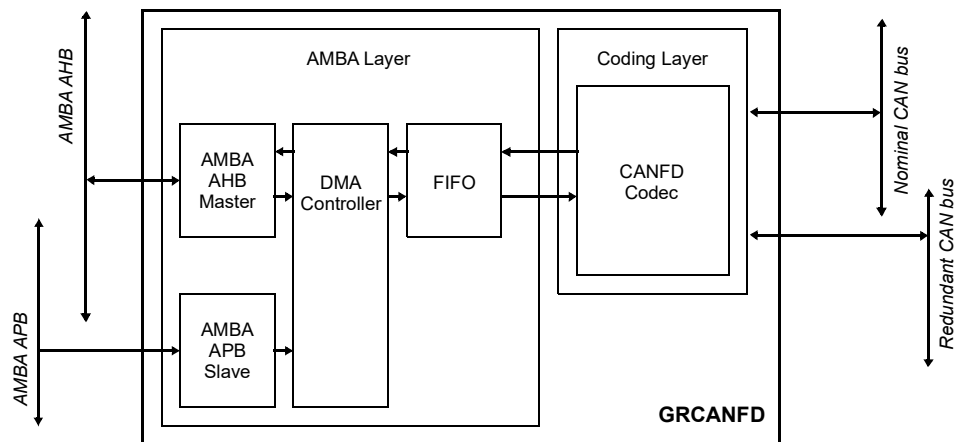 AMBA AHB
AMBA APB
AMBA Layer
AMBA
AHB
Master
DMA
Controller
FIFO
AMBA
APB
Slave
Coding Layer
CANFD
Codec
Nominal CAN bus
Redundant CAN bus
GRCANFD